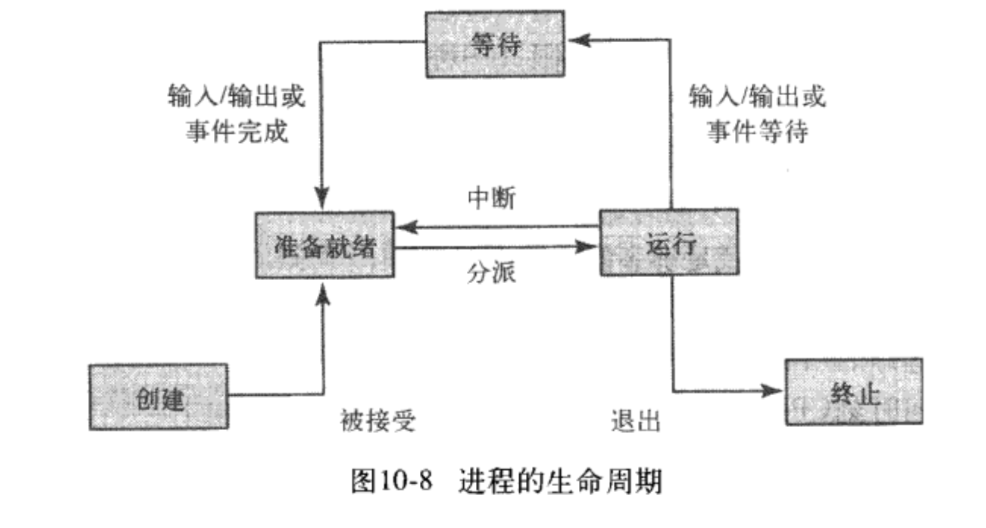 等待
输入/输出或
事件完成
输入/输出或
事件等待
中断
准备就绪
运行
分派
创建
终止
被接受
退出
图10-8 进程的生命周期